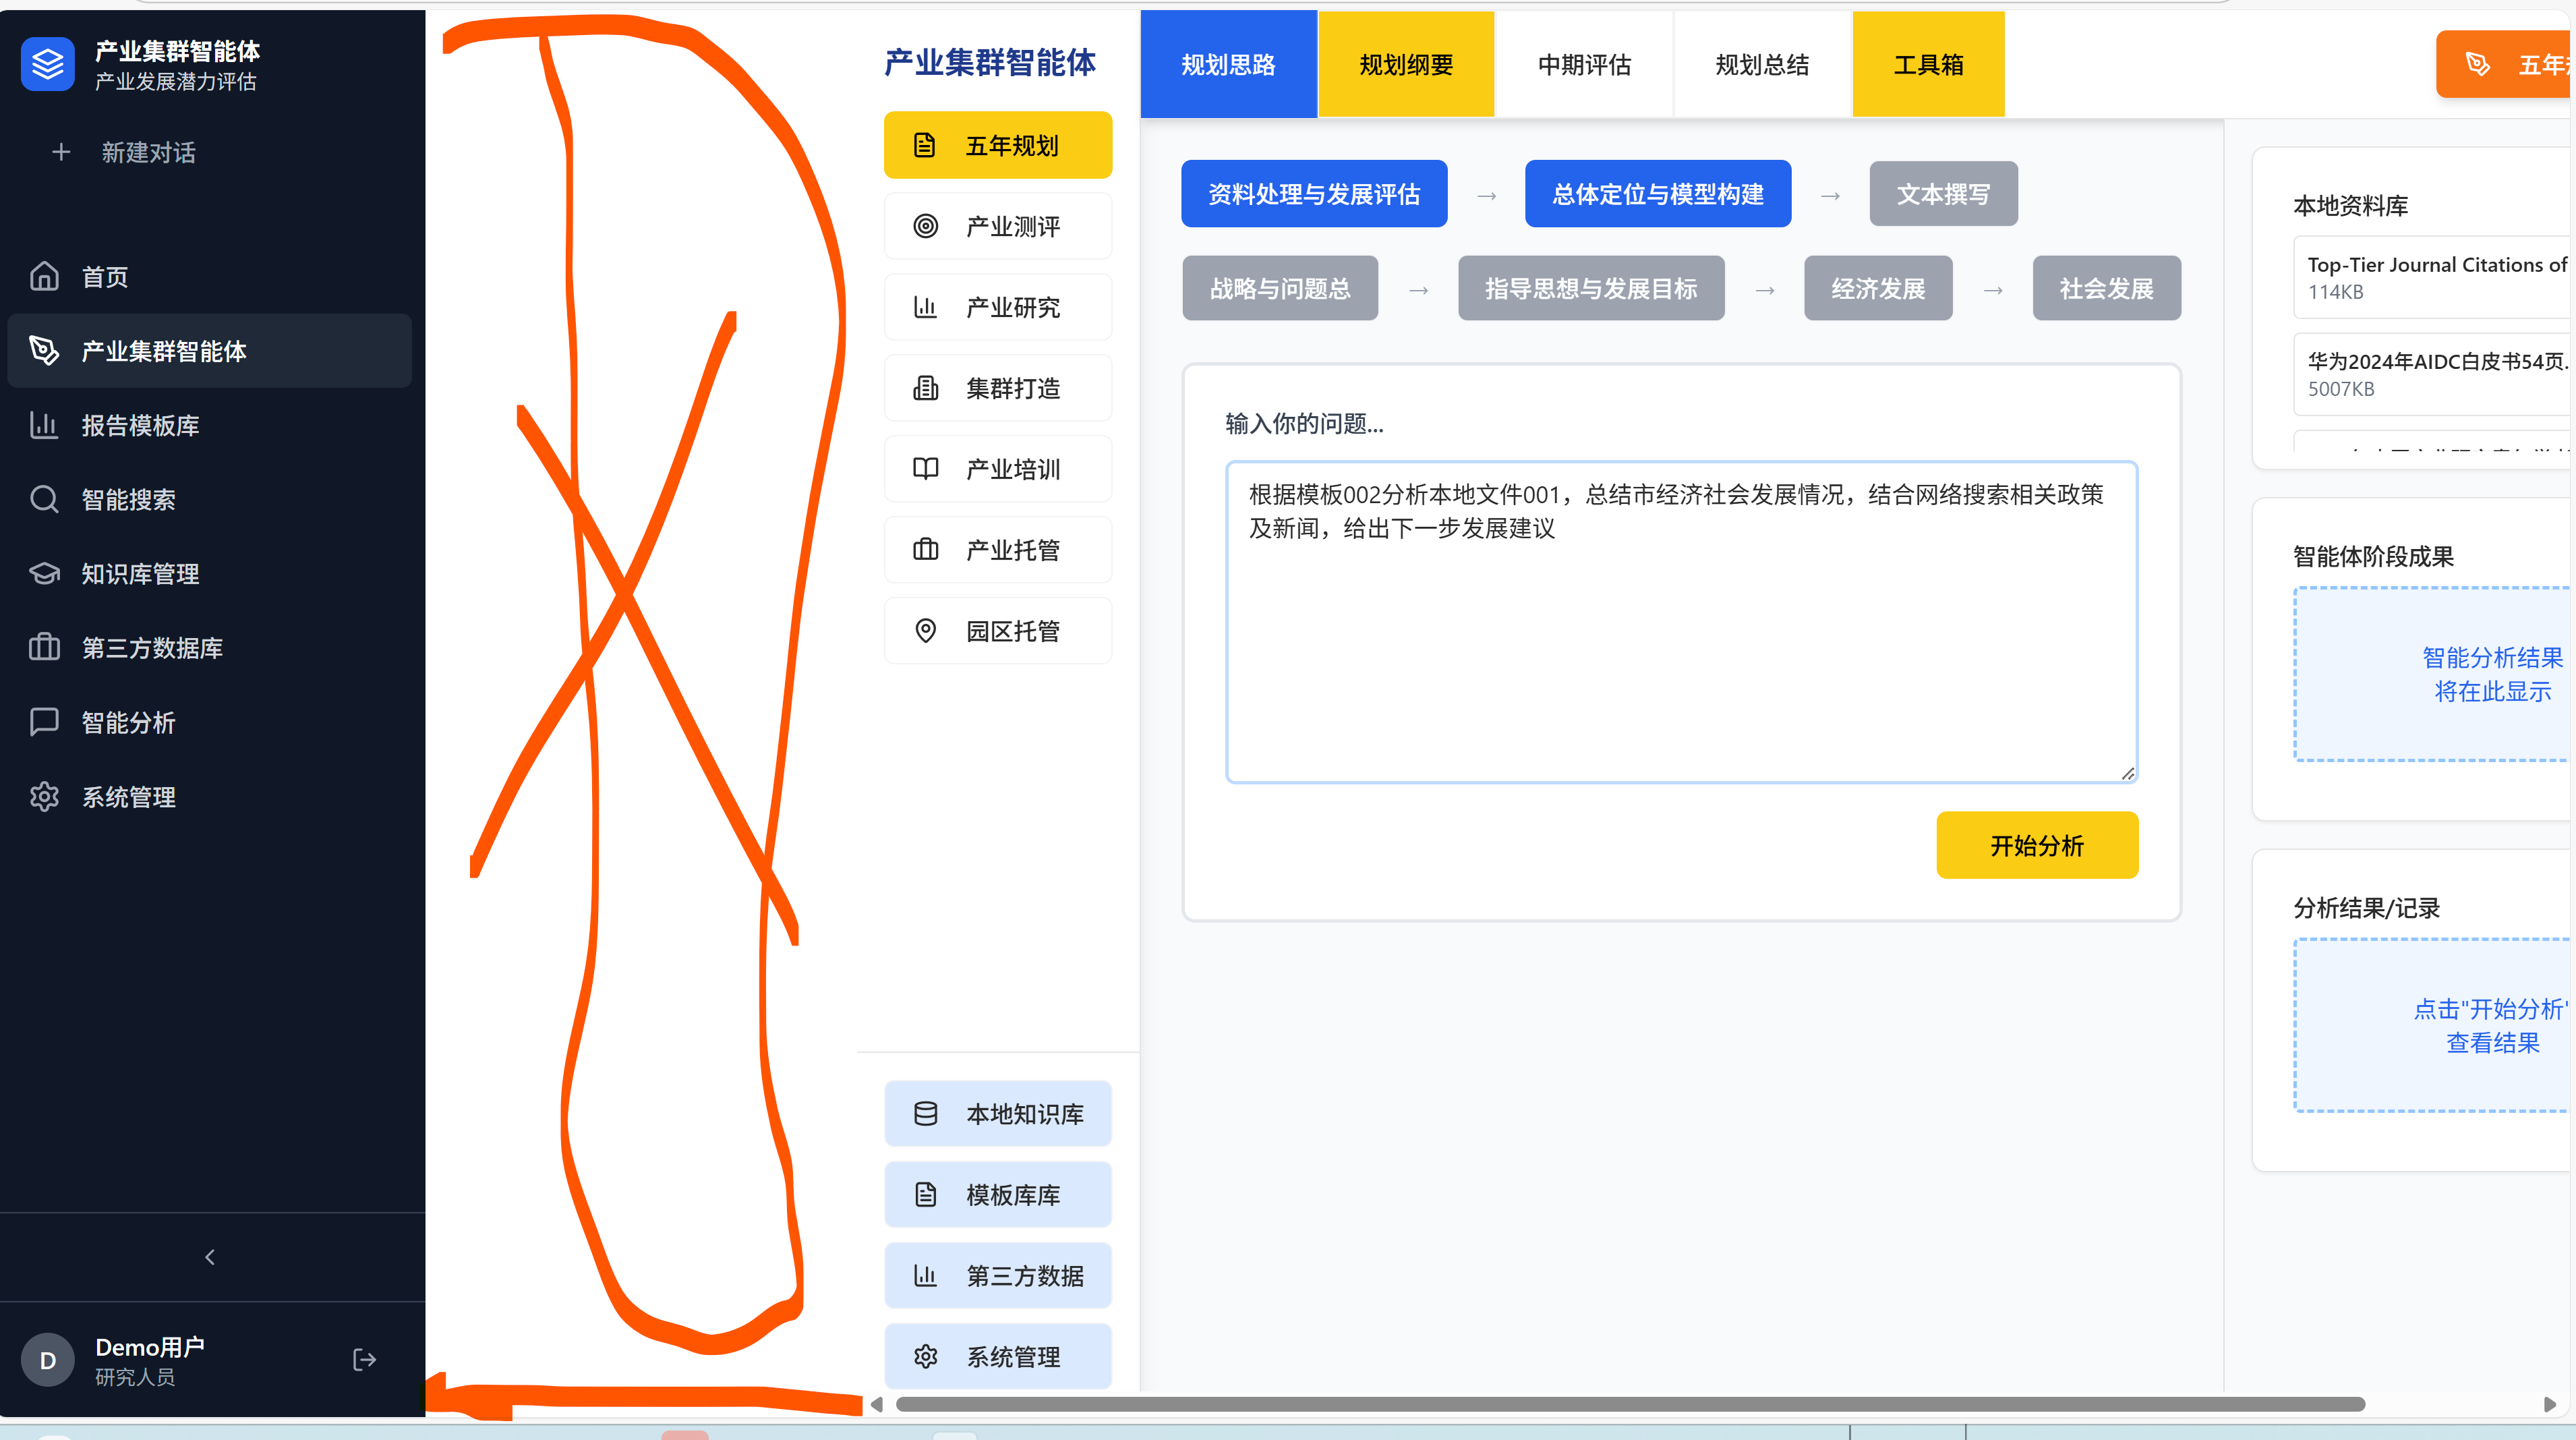 产业集群智能体
产业发展潜力评估
新建对话
首页
产业集群智能体
报告模板库
智能搜索
知识库管理
第三方数据库
智能分析
系统管理
D
Demo用户
研究人员
产业集群智能体
五年规划
产业测评
产业研究
集群打造
产业培训
产业托管
园区托管
本地知识库
模板库库
第三方数据
系统管理
规划思路 规划纲要 中期评估 规划总结 工具箱
五年
资料处理与发展评估 → 总体定位与模型构建 → 文本撰写
战略与问题总 → 指导思想与发展目标 → 经济发展 → 社会发展
输入你的问题...
根据模板002分析本地文件001，总结市经济社会发展情况，结合网络搜索相关政策
及新闻，给出下一步发展建议
开始分析
本地资料库
Top-Tier Journal Citations of
114KB
华为2024年AIDC白皮书54页.
5007KB
智能体阶段成果
智能分析结果
将在此显示
分析结果/记录
点击"开始分析"
查看结果